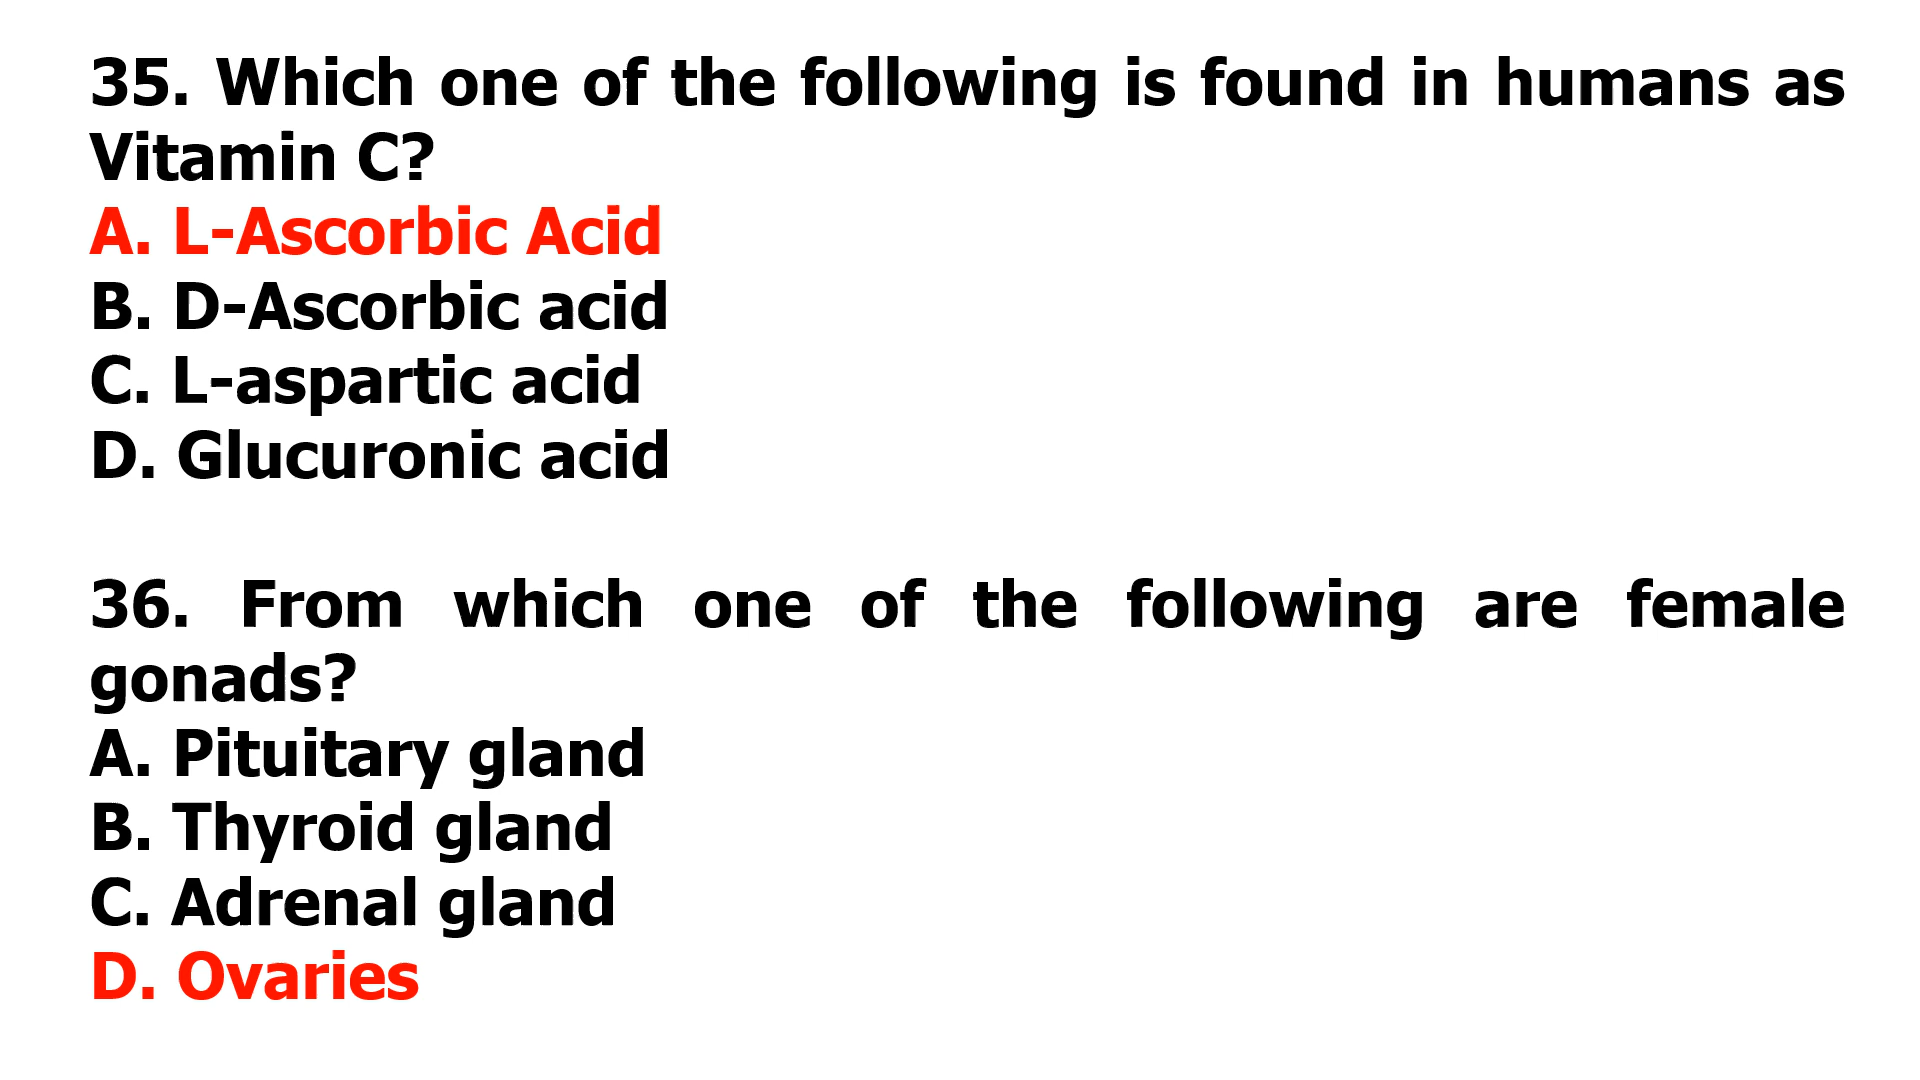 35. Which one of the following is found in humans as
Vitamin C?
A. L-Ascorbic Acid
B. D-Ascorbic acid
C. L-aspartic acid
D. Glucuronic acid
36. From which one of the following are female
gonads?
A. Pituitary gland
B. Thyroid gland
C. Adrenal gland
D. Ovaries